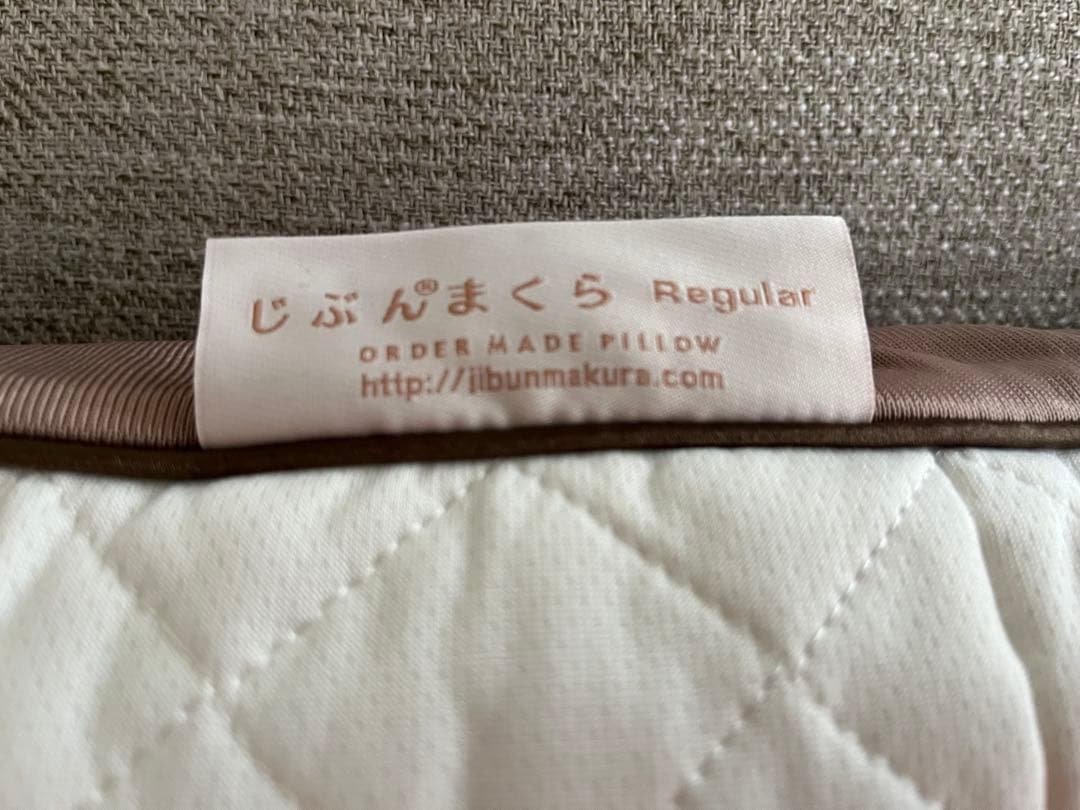 じぶん®まくら Regular
ORDER MADE PILLOW
http://jibunmakura.com